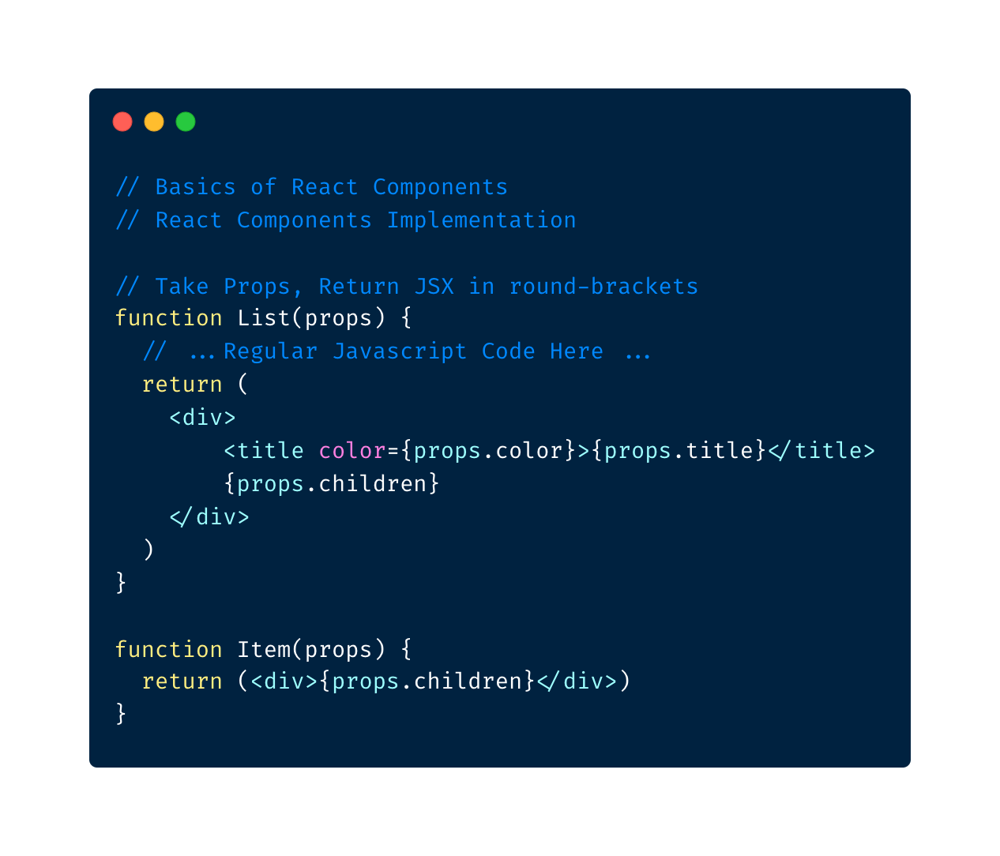 // Basics of React Components
// React Components Implementation

// Take Props, Return JSX in round-brackets
function List(props) {
  // ...Regular Javascript Code Here ...
  return (
    <div>
        <title color={props.color}>{props.title}</title>
        {props.children}
    </div>
  )
}

function Item(props) {
  return (<div>{props.children}</div>)
}